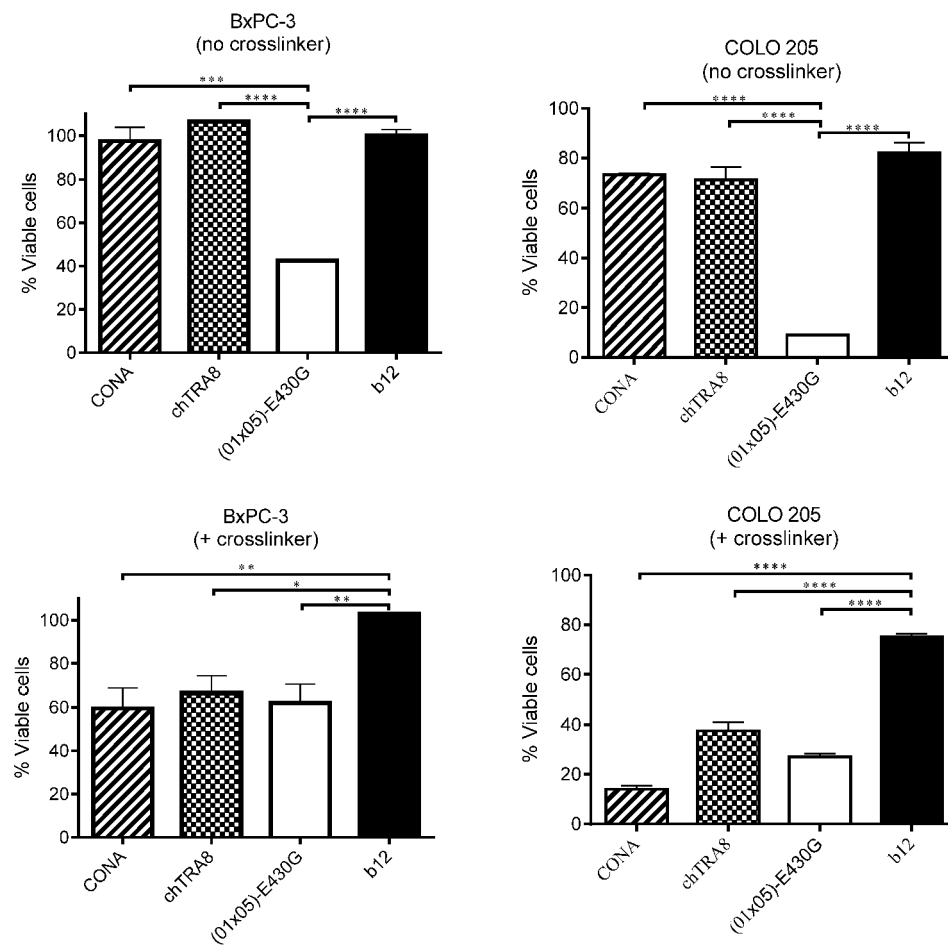 BxPC-3
(no crosslinker)
***
****
****
% Viable cells
100
80
60
40
20
0
CONA
chTRA8
(01x05)-E430G
b12
COLO 205
(no crosslinker)
****
****
****
% Viable cells
100
80
60
40
20
0
CONA
chTRA8
(01x05)-E430G
b12
BxPC-3
(+ crosslinker)
**
*
**
% Viable cells
100
80
60
40
20
0
CONA
chTRA8
(01x05)-E430G
b12
COLO 205
(+ crosslinker)
****
****
****
% Viable cells
100
80
60
40
20
0
CONA
chTRA8
(01x05)-E430G
b12